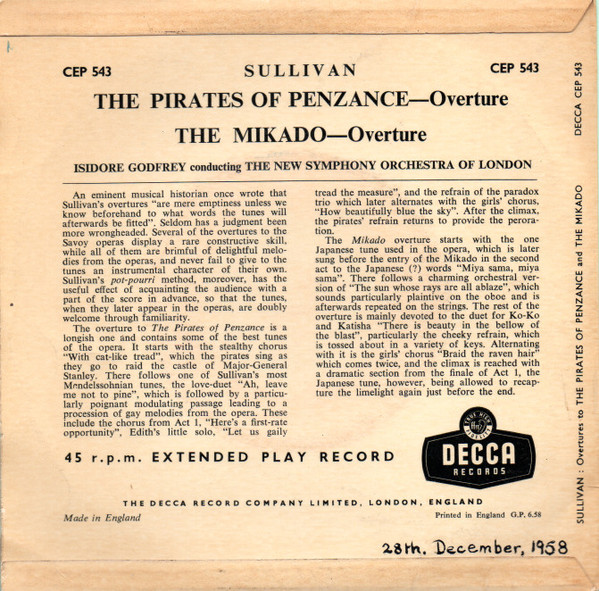 CEP 543
SULLIVAN
CEP 543
THE PIRATES OF PENZANCE—Overture
THE MIKADO—Overture
ISIDORE GODFREY conducting THE NEW SYMPHONY ORCHESTRA OF LONDON
An eminent musical historian once wrote that
Sullivan's overtures "are mere emptiness unless we
know beforehand to what words the tunes will
afterwards be fitted". Seldom has a judgment been
more wrongheaded. Several of the overtures to the
Savoy operas display a rare constructive skill,
while all of them are brimful of delightful melo-
dies from the operas, and never fail to give to the
tunes an instrumental character of their own.
Sullivan's pot-pourri method, moreover, has the
useful effect of acquainting the audience with a
part of the score in advance, so that the tunes,
when they later appear in the operas, are doubly
welcome through familiarity.
The overture to The Pirates of Penzance is a
longish one and contains some of the best tunes
of the opera. It starts with the stealthy chorus
"With cat-like tread", which the pirates sing as
they go to raid the castle of Major-General
Stanley. There follows one of Sullivan's most
Mendelssohnian tunes, the love-duet "Ah, leave
me not to pine", which is followed by a particu-
larly poignant modulating passage leading to a
procession of gay melodies from the opera. These
include the chorus from Act 1, "Here's a first-rate
opportunity", Edith's little solo, "Let us gaily
tread the measure", and the refrain of the paradox
trio which later alternates with the girls' chorus,
"How beautifully blue the sky". After the climax,
the pirates' refrain returns to provide the perora-
tion.
The Mikado overture starts with the one
Japanese tune used in the opera, which is later
sung before the entry of the Mikado in the second
act to the Japanese (?) words "Miya sama, miya
sama". There follows a charming orchestral ver-
sion of "The sun whose rays are all ablaze", which
sounds particularly plaintive on the oboe and is
afterwards repeated on the strings. The rest of the
overture is mainly devoted to the duet for Ko-Ko
and Katisha "There is beauty in the bellow of
the blast", particularly the cheeky refrain, which
is tossed about in a variety of keys. Alternating
with it is the girls' chorus "Braid the raven hair"
which comes twice, and the climax is reached with
a dramatic section from the finale of Act 1, the
Japanese tune, however, being allowed to recap-
ture the limelight again just before the end.
45 r.p.m. EXTENDED PLAY RECORD
DECCA
RECORDS
THE DECCA RECORD COMPANY LIMITED, LONDON, ENGLAND
Made in England
Printed in England G.P. 6.58
28th. December, 1958
SULLIVAN : Overtures to THE PIRATES OF PENZANCE and THE MIKADO
DECCA CEP 543